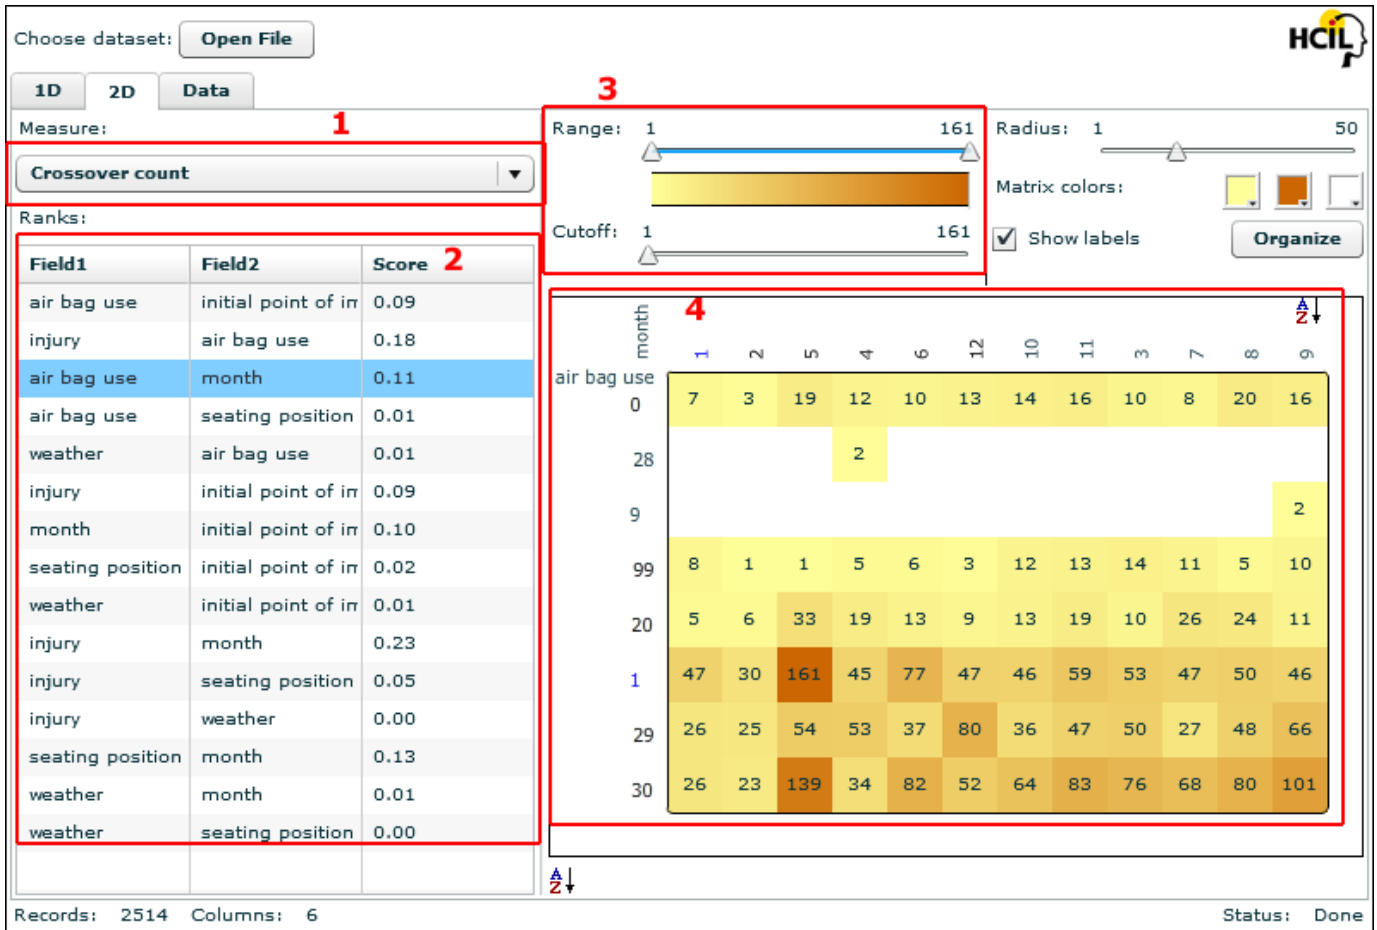 Choose dataset: Open File
HCIL
1D 2D Data
3
Measure:
1
Range: 1 161
Radius: 1 50
Crossover count
Matrix colors:
Ranks:
Cutoff: 1 161
Show labels Organize
Field1 Field2 Score 2
air bag use initial point of im 0.09
injury air bag use 0.18
air bag use month 0.11
air bag use seating position 0.01
weather air bag use 0.01
injury initial point of im 0.09
month initial point of im 0.10
seating position initial point of im 0.02
weather initial point of im 0.01
injury month 0.23
injury seating position 0.05
injury weather 0.00
seating position month 0.13
weather month 0.01
weather seating position 0.00
4
A
Z
month 1 2 5 4 6 12 10 11 3 7 8 9
air bag use
0 7 3 19 12 10 13 14 16 10 8 20 16
28 2
9 2
99 8 1 1 5 6 3 12 13 14 11 5 10
20 5 6 33 19 13 9 13 19 10 26 24 11
1 47 30 161 45 77 47 46 59 53 47 50 46
29 26 25 54 53 37 80 36 47 50 27 48 66
30 26 23 139 34 82 52 64 83 76 68 80 101
A
Z
Records: 2514 Columns: 6
Status: Done